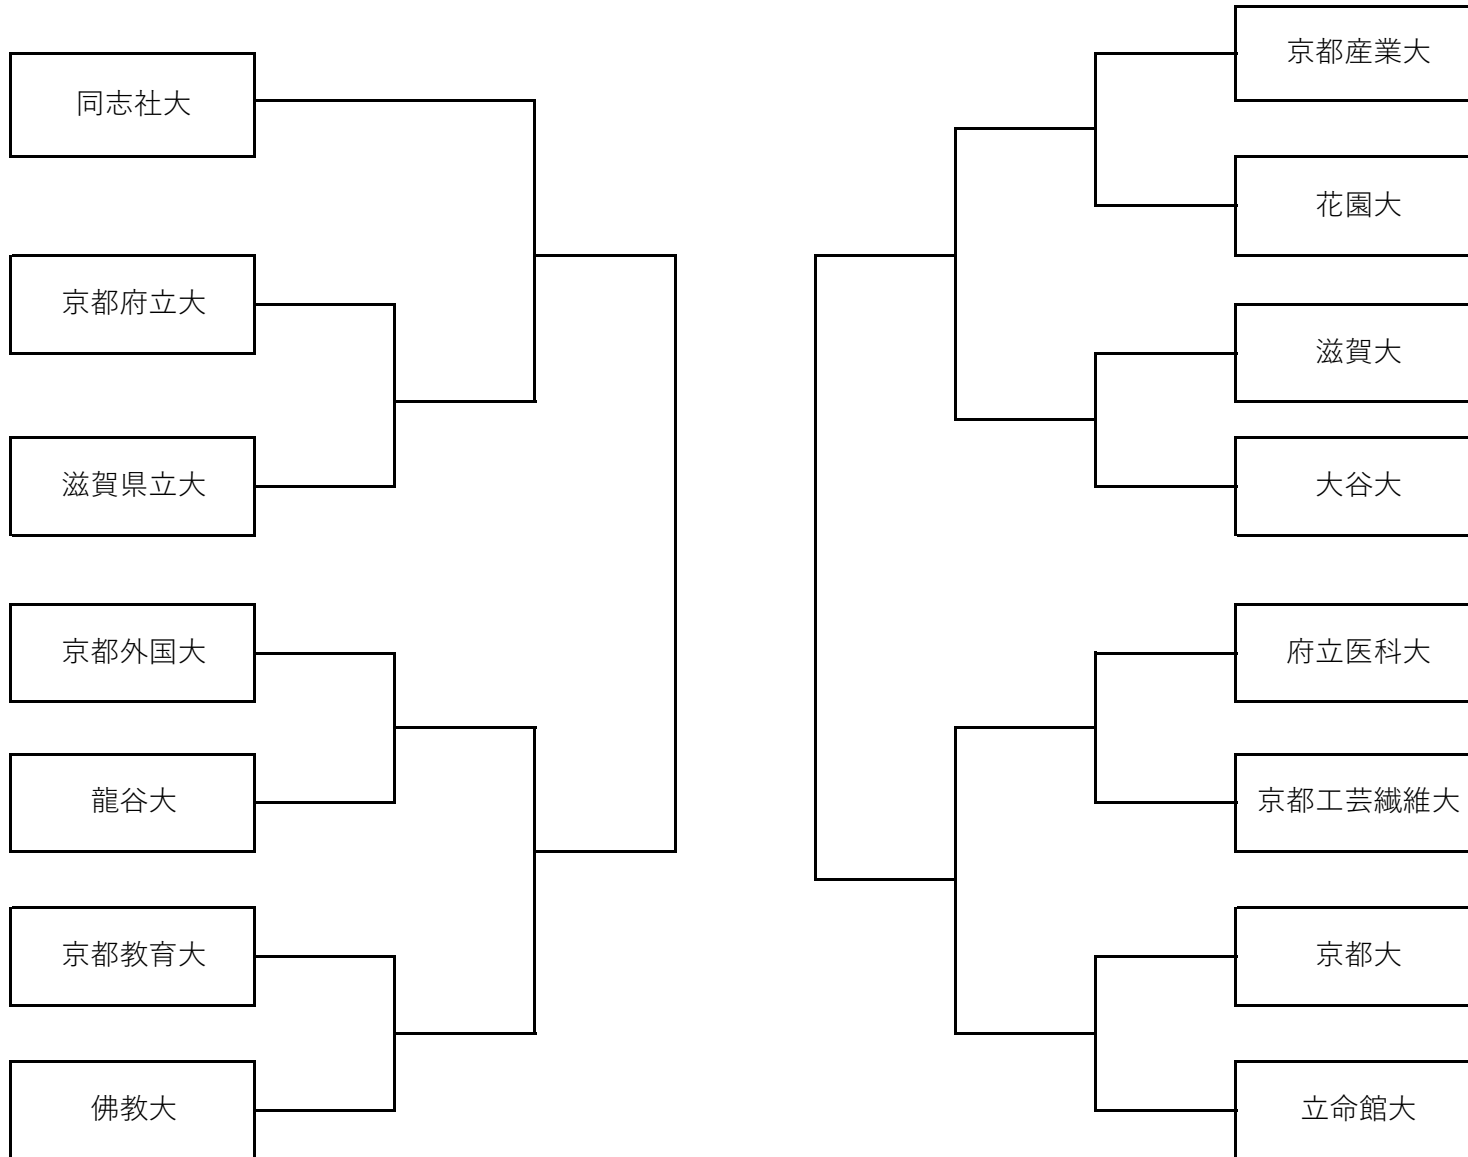 同志社大
京都府立大
滋賀県立大
京都外国大
龍谷大
京都教育大
佛教大
京都産業大
花園大
滋賀大
大谷大
府立医科大
京都工芸繊維大
京都大
立命館大